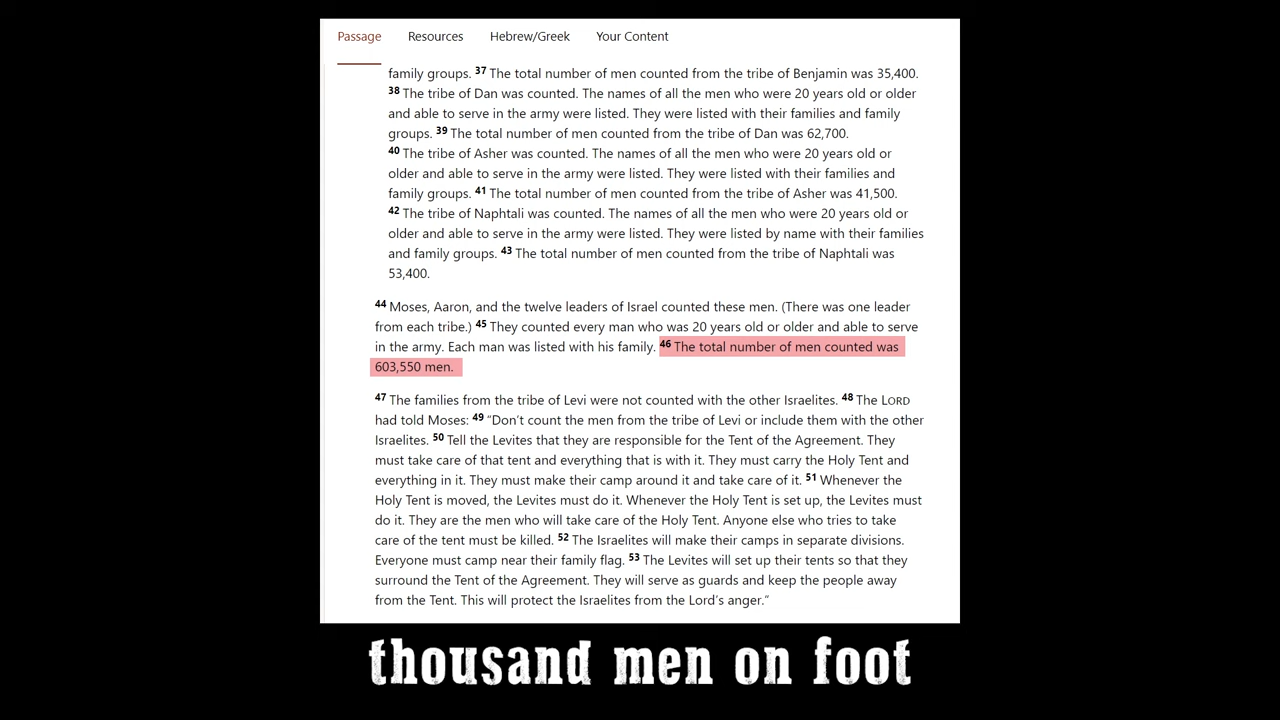 Passage Resources Hebrew/Greek Your Content
family groups. 37 The total number of men counted from the tribe of Benjamin was 35,400.
38 The tribe of Dan was counted. The names of all the men who were 20 years old or older
and able to serve in the army were listed. They were listed with their families and family
groups. 39 The total number of men counted from the tribe of Dan was 62,700.
40 The tribe of Asher was counted. The names of all the men who were 20 years old or
older and able to serve in the army were listed. They were listed with their families and
family groups. 41 The total number of men counted from the tribe of Asher was 41,500.
42 The tribe of Naphtali was counted. The names of all the men who were 20 years old or
older and able to serve in the army were listed. They were listed by name with their families
and family groups. 43 The total number of men counted from the tribe of Naphtali was
53,400.
44 Moses, Aaron, and the twelve leaders of Israel counted these men. (There was one leader
from each tribe.) 45 They counted every man who was 20 years old or older and able to serve
in the army. Each man was listed with his family. 46 The total number of men counted was
603,550 men.
47 The families from the tribe of Levi were not counted with the other Israelites. 48 The LORD
had told Moses: 49 “Don’t count the men from the tribe of Levi or include them with the other
Israelites. 50 Tell the Levites that they are responsible for the Tent of the Agreement. They
must take care of that tent and everything that is with it. They must carry the Holy Tent and
everything in it. They must make their camp around it and take care of it. 51 Whenever the
Holy Tent is moved, the Levites must do it. Whenever the Holy Tent is set up, the Levites must
do it. They are the men who will take care of the Holy Tent. Anyone else who tries to take
care of the tent must be killed. 52 The Israelites will make their camps in separate divisions.
Everyone must camp near their family flag. 53 The Levites will set up their tents so that they
surround the Tent of the Agreement. They will serve as guards and keep the people away
from the Tent. This will protect the Israelites from the Lord’s anger.”
thousand men on foot